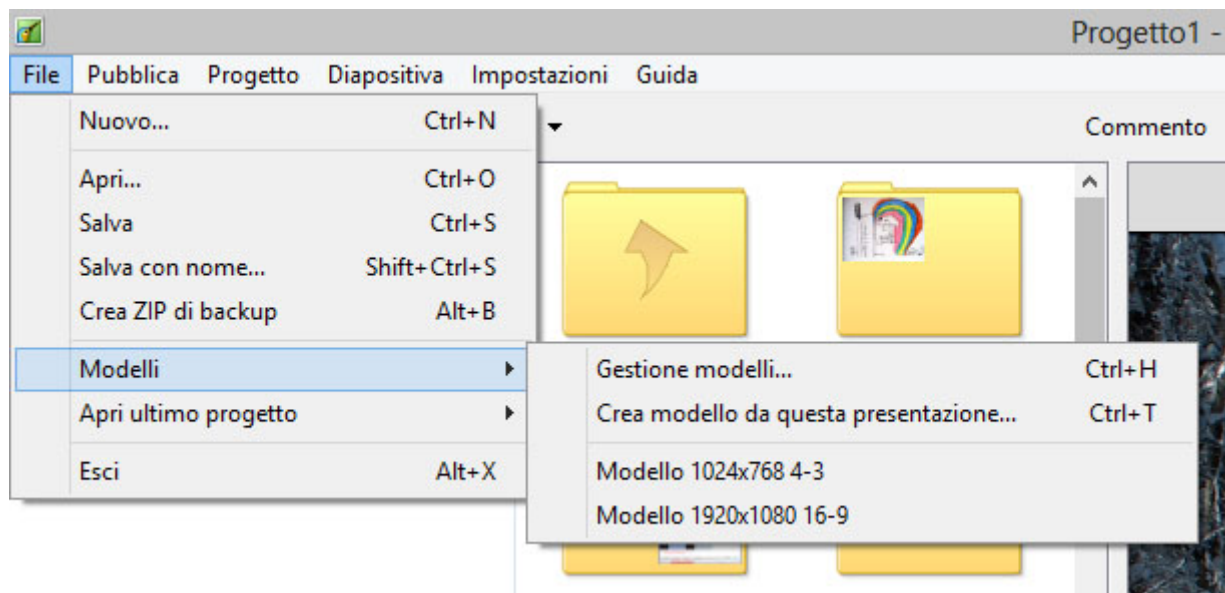 Progetto1 -
File Pubblica Progetto Diapositiva Impostazioni Guida
Nuovo... Ctrl+N
Commento
Apri... Ctrl+O
Salva Ctrl+S
Salva con nome... Shift+Ctrl+S
Crea ZIP di backup Alt+B
Modelli
Gestione modelli... Ctrl+H
Apri ultimo progetto
Crea modello da questa presentazione... Ctrl+T
Esci Alt+X
Modello 1024x768 4-3
Modello 1920x1080 16-9